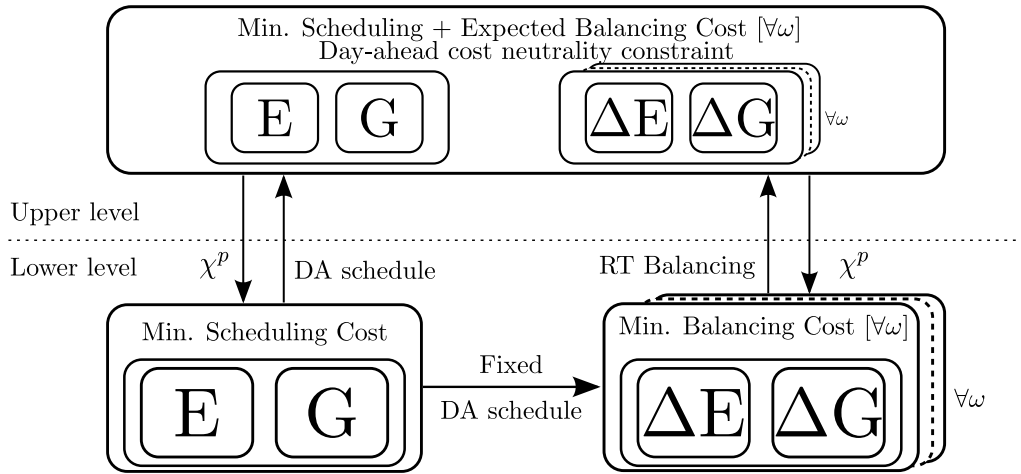 Min. Scheduling + Expected Balancing Cost [∀ω]
Day-ahead cost neutrality constraint
E G ΔE ΔG ∀ω
Upper level
Lower level
χ^p
DA schedule
RT Balancing
χ^p
Min. Scheduling Cost
E G
Fixed
DA schedule
Min. Balancing Cost [∀ω]
ΔE ΔG
∀ω